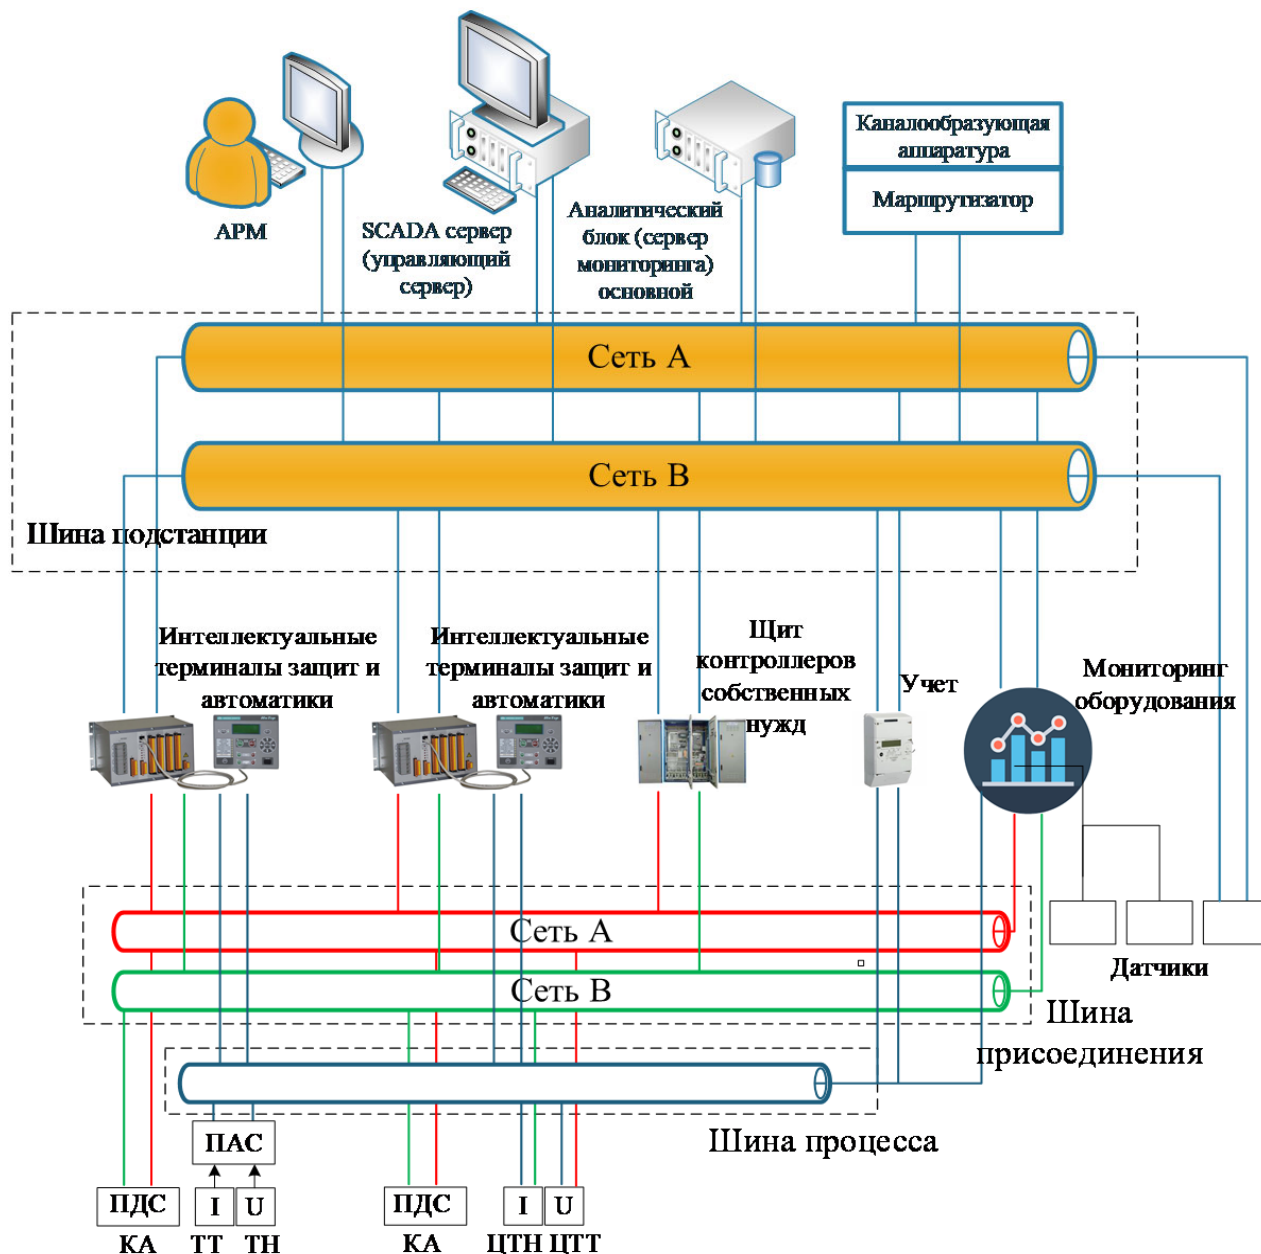 АРМ
SCADA сервер
(управляющий
сервер)
Аналитический
блок (сервер
мониторинга)
основной
Каналообразующая
аппаратура
Маршрутизатор
Сеть А
Сеть В
Шина подстанции
Интеллектуальные
терминалы защит и
автоматики
Интеллектуальные
терминалы защит и
автоматики
Щит
контроллеров
собственных
нужд
Учет
Мониторинг
оборудования
Сеть А
Сеть В
Датчики
Шина
присоединения
Шина процесса
ПАС
ПДС
I
U
ПДС
I
U
КА
ТТ
ТН
КА
ЦТН
ЦТТ